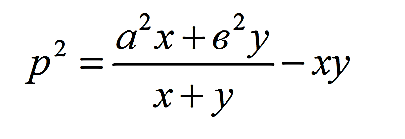 p² = (a²x + в²y)/(x + y) − xy